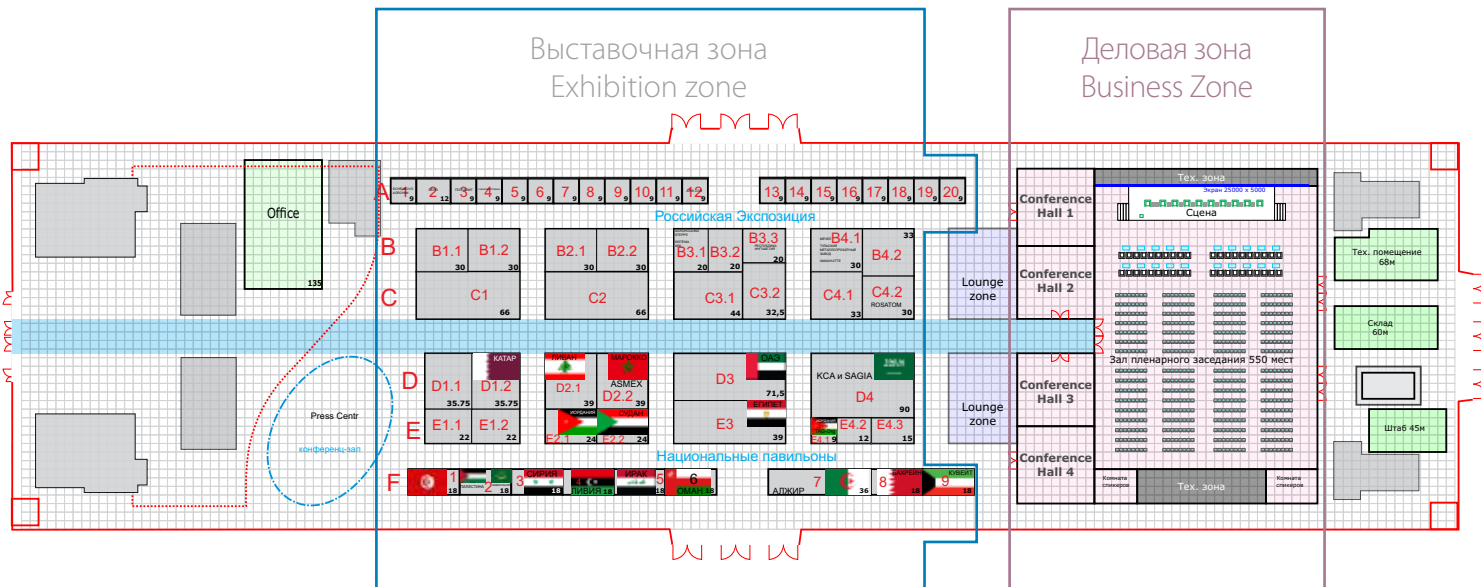 Выставочная зона
Exhibition zone
Деловая зона
Business Zone
A
1
9
2
12
3
9
4
9
5
9
6
9
7
9
8
9
9
9
10
9
11
9
12
9
13
9
14
9
15
9
16
9
17
9
18
9
19
9
20
9
Российская Экспозиция
Office
135
B
B1.1
30
B1.2
30
B2.1
30
B2.2
30
B3.1
20
B3.2
20
B3.3
20
B4.1
30
33
B4.2
C
C1
66
C2
66
C3.1
44
C3.2
32,5
C4.1
33
C4.2
ROSATOM
30
Lounge
zone
Conference
Hall 1
Conference
Hall 2
Conference
Hall 3
Conference
Hall 4
Тех. зона
Экран 25000 x 5000
Сцена
Зал пленарного заседания 550 мест
Тех. помещение
68м
Склад
60м
Штаб 45м
D
D1.1
35.75
КАТАР
D1.2
35.75
ЛИВАН
D2.1
39
МАРОККО
ASMEX
D2.2
39
ОАЭ
D3
71,5
КСА и SAGIA
D4
90
E
E1.1
22
E1.2
22
ИОРДАНИЯ
E2.1
24
СУДАН
E2.2
24
ЕГИПЕТ
E3
39
E4.1
9
E4.2
12
E4.3
15
Lounge
zone
Press Centr
конференц-зал
Национальные павильоны
F
1
18
ПАЛЕСТИНА
2
18
3
СИРИЯ
18
4
ЛИВИЯ
18
ИРАК
5
18
6
ОМАН
18
АЛЖИР
7
36
8
БАХРЕЙН
18
КУВЕЙТ
9
18
Комната
спикеров
Тех. зона
Комната
спикеров